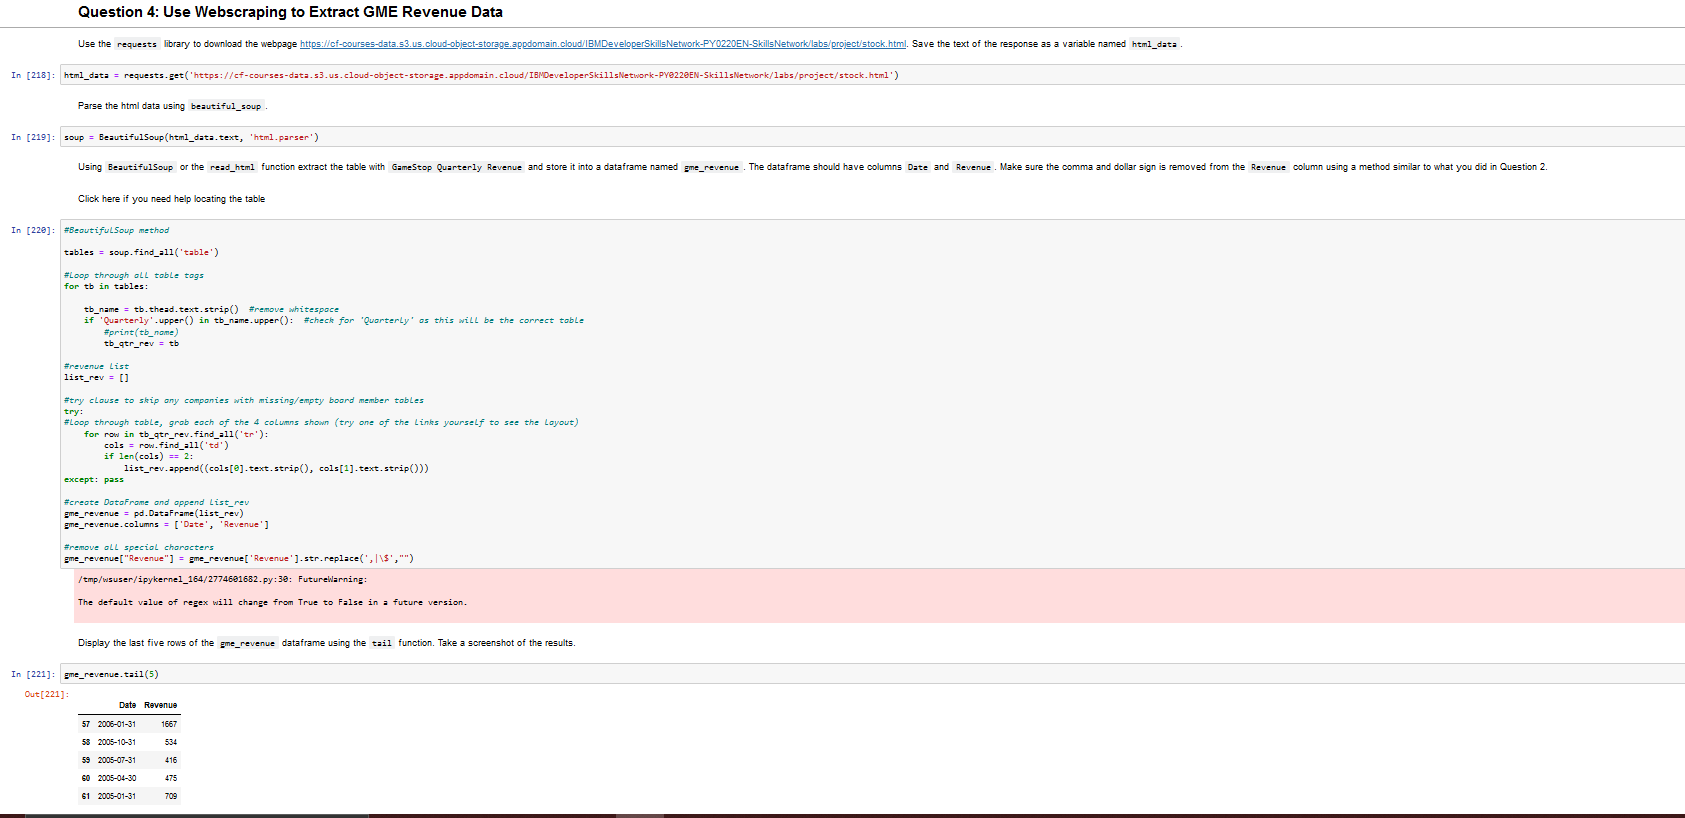 Question 4: Use Webscraping to Extract GME Revenue Data
Use the requests library to download the webpage https://cf-courses-data.s3.us.cloud-object-storage.appdomain.cloud/IBMDeveloperSkillsNetwork-PY0220EN-SkillsNetwork/labs/project/stock.html. Save the text of the response as a variable named html_data .
In [218]: html_data = requests.get('https://cf-courses-data.s3.us.cloud-object-storage.appdomain.cloud/IBMDeveloperSkillsNetwork-PY0220EN-SkillsNetwork/labs/project/stock.html')
Parse the html data using beautiful_soup .
In [219]: soup = BeautifulSoup(html_data.text, 'html.parser')
Using BeautifulSoup or the read_html function extract the table with GameStop Quarterly Revenue and store it into a dataframe named gme_revenue . The dataframe should have columns Date and Revenue . Make sure the comma and dollar sign is removed from the Revenue column using a method similar to what you did in Question 2.
Click here if you need help locating the table
In [220]: #BeautifulSoup method
tables = soup.find_all('table')
#Loop through all table tags
for tb in tables:
tb_name = tb.thead.text.strip() #remove whitespace
if 'Quarterly'.upper() in tb_name.upper(): #check for 'Quarterly' as this will be the correct table
#print(tb_name)
tb_qtr_rev = tb
#revenue list
list_rev = []
#try clause to skip any companies with missing/empty board member tables
try:
#loop through table, grab each of the 4 columns shown (try one of the links yourself to see the layout)
for row in tb_qtr_rev.find_all('tr'):
cols = row.find_all('td')
if len(cols) == 2:
list_rev.append((cols[0].text.strip(), cols[1].text.strip()))
except: pass
#create DataFrame and append list_rev
gme_revenue = pd.DataFrame(list_rev)
gme_revenue.columns = ['Date', 'Revenue']
#remove all special characters
gme_revenue["Revenue"] = gme_revenue['Revenue'].str.replace(',|\$',"")
/tmp/wsuser/ipykernel_164/2774601682.py:30: FutureWarning:
The default value of regex will change from True to False in a future version.
Display the last five rows of the gme_revenue dataframe using the tail function. Take a screenshot of the results.
In [221]: gme_revenue.tail(5)
Out[221]:
Date Revenue
57 2006-01-31 1667
58 2005-10-31 534
59 2005-07-31 416
60 2005-04-30 475
61 2005-01-31 709